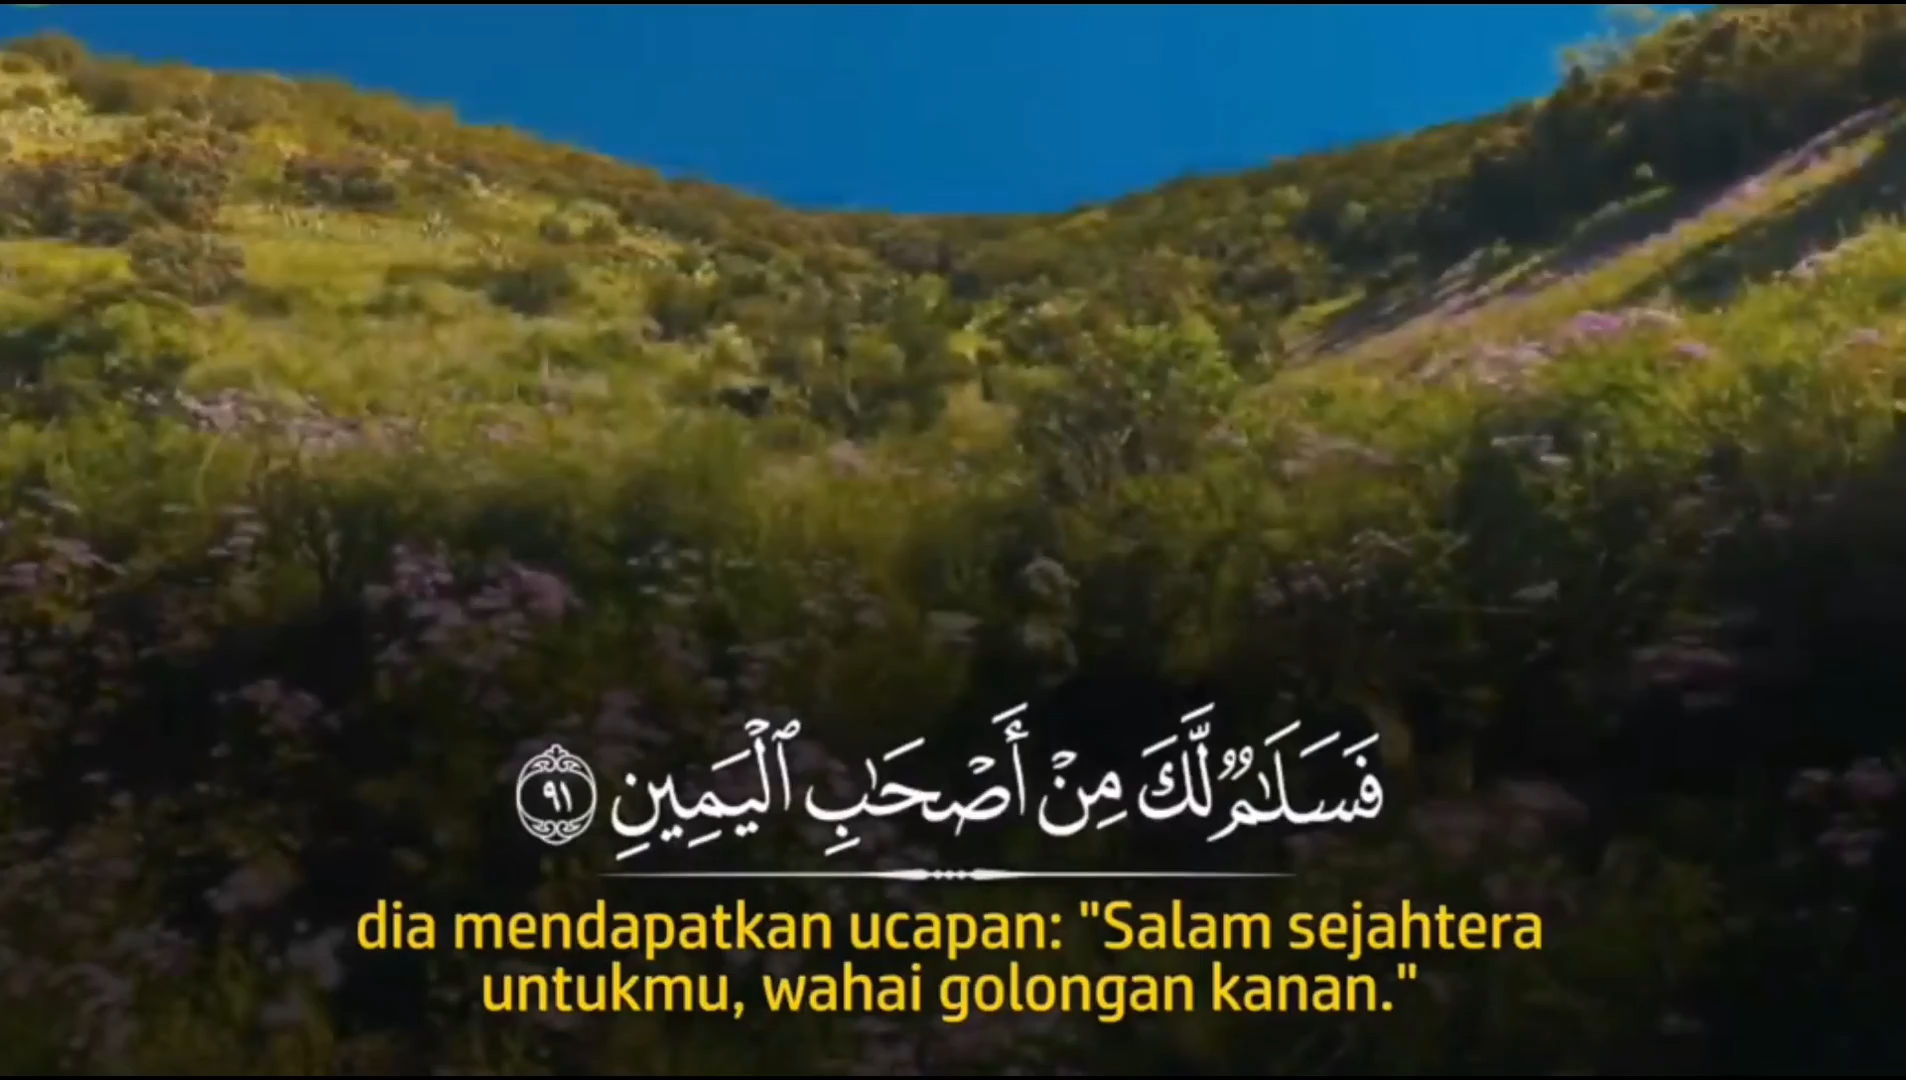 فَسَلَـٰمٌ لَّكَ مِنْ أَصْحَـٰبِ ٱلْيَمِينِ ٩١
dia mendapatkan ucapan: "Salam sejahtera
untukmu, wahai golongan kanan."